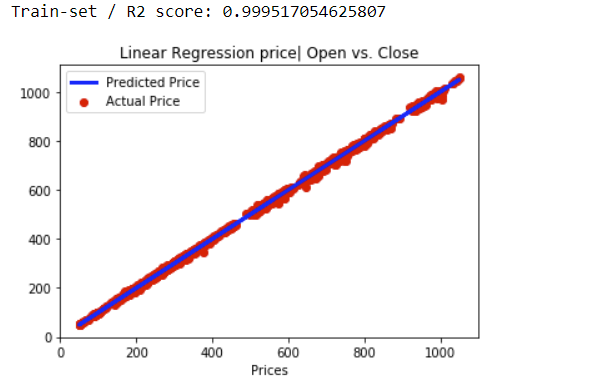 Train-set / R2 score: 0.999517054625807
Linear Regression price| Open vs. Close
Predicted Price
Actual Price
1000
800
600
400
200
0
0 200 400 600 800 1000
Prices